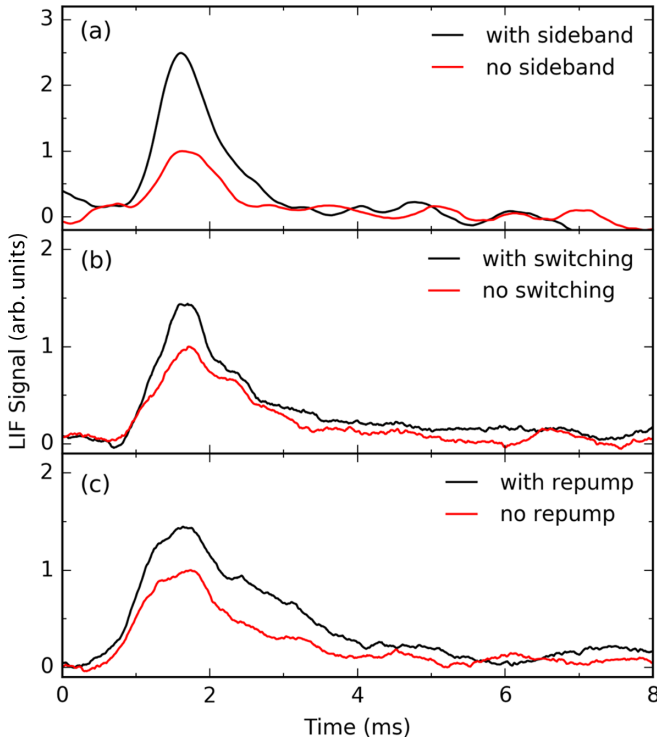 (a)
with sideband
no sideband
3
2
1
0
(b)
with switching
no switching
2
1
0
LIF Signal (arb. units)
(c)
with repump
no repump
2
1
0
0 2 4 6 8
Time (ms)